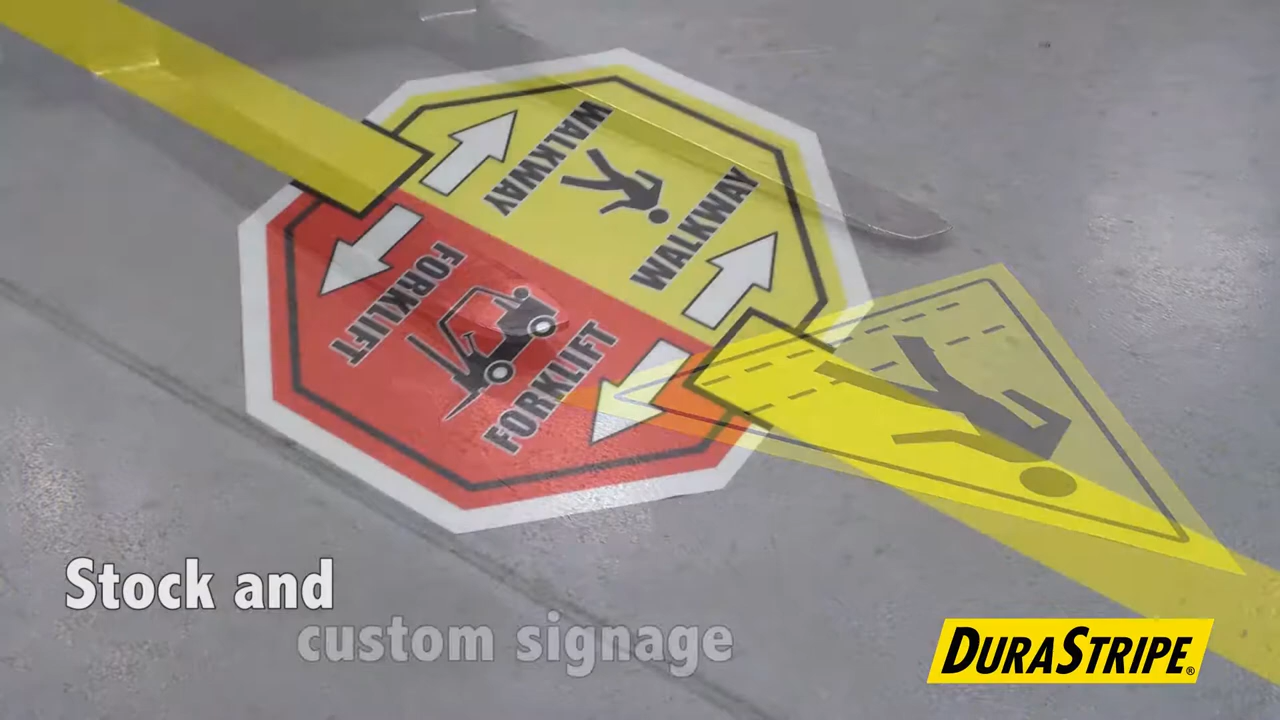 WALKWAY
WALKWAY
FORKLIFT
FORKLIFT
Stock and
custom signage
DURASTRIPE®